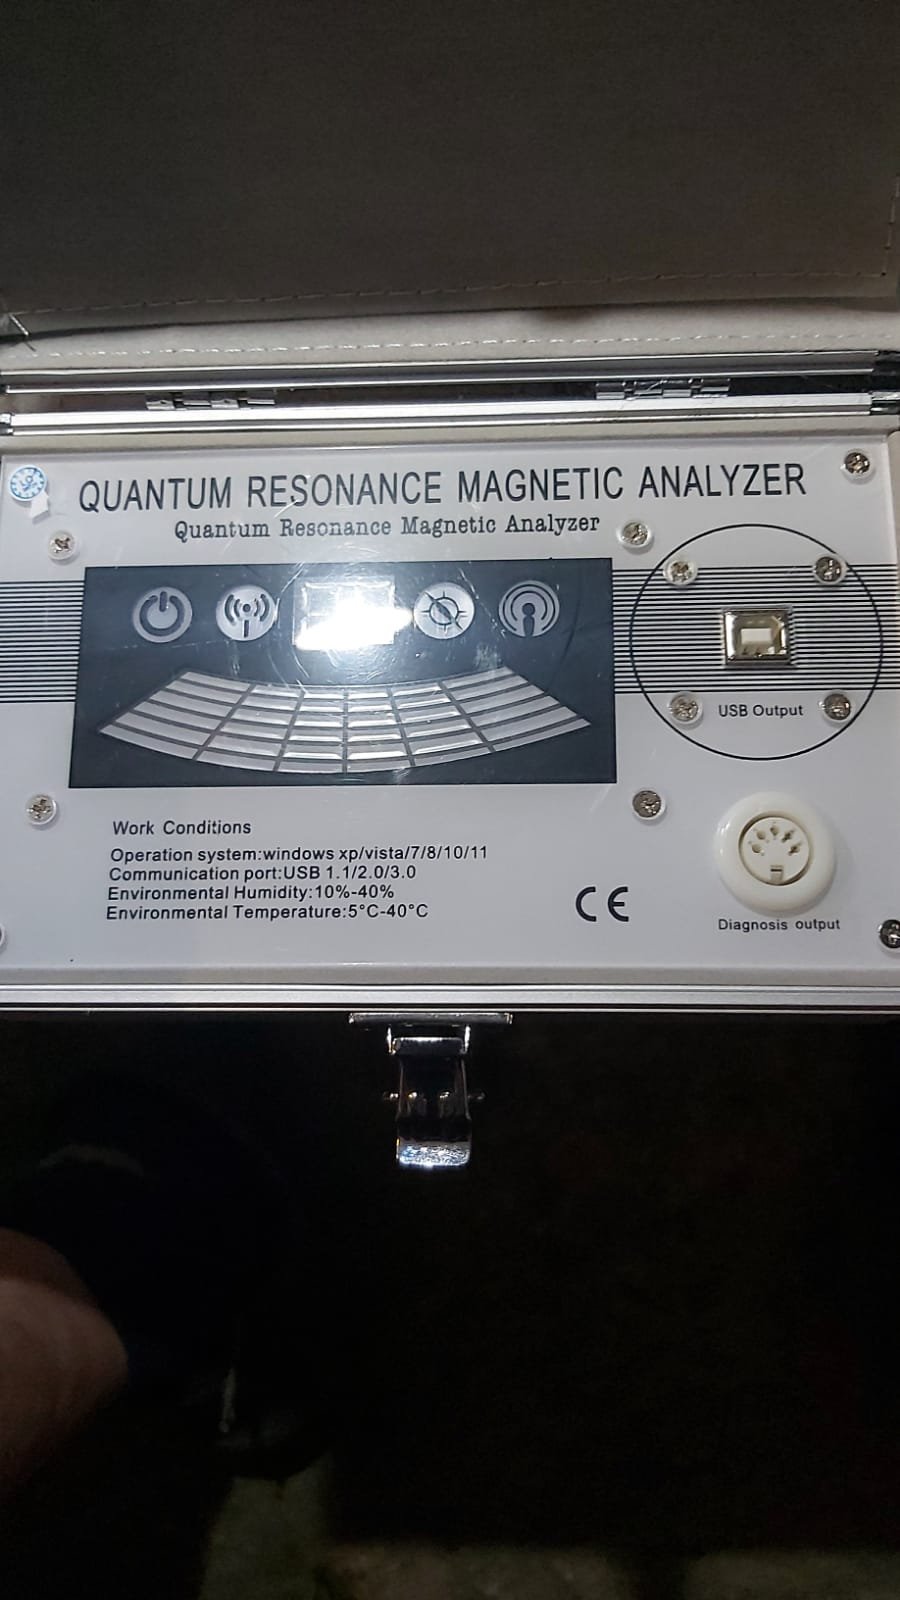 QUANTUM RESONANCE MAGNETIC ANALYZER
Quantum Resonance Magnetic Analyzer
USB Output
Work Conditions
Operation system:windows xp/vista/7/8/10/11
Communication port:USB 1.1/2.0/3.0
Environmental Humidity:10%-40%
Environmental Temperature:5°C-40°C
CE
Diagnosis output